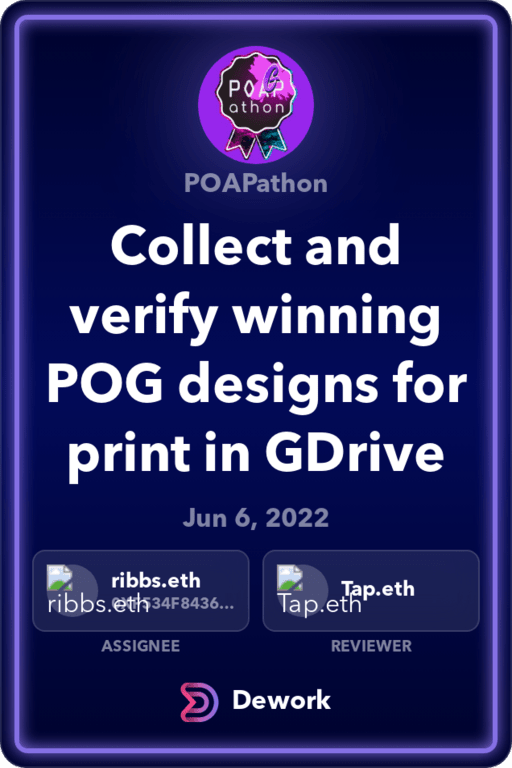 POAP
athon
POAPathon
Collect and
verify winning
POG designs for
print in GDrive
Jun 6, 2022
ribbs.eth
ribbs.eth
Tap.eth
Tap.eth
ASSIGNEE
REVIEWER
Dework